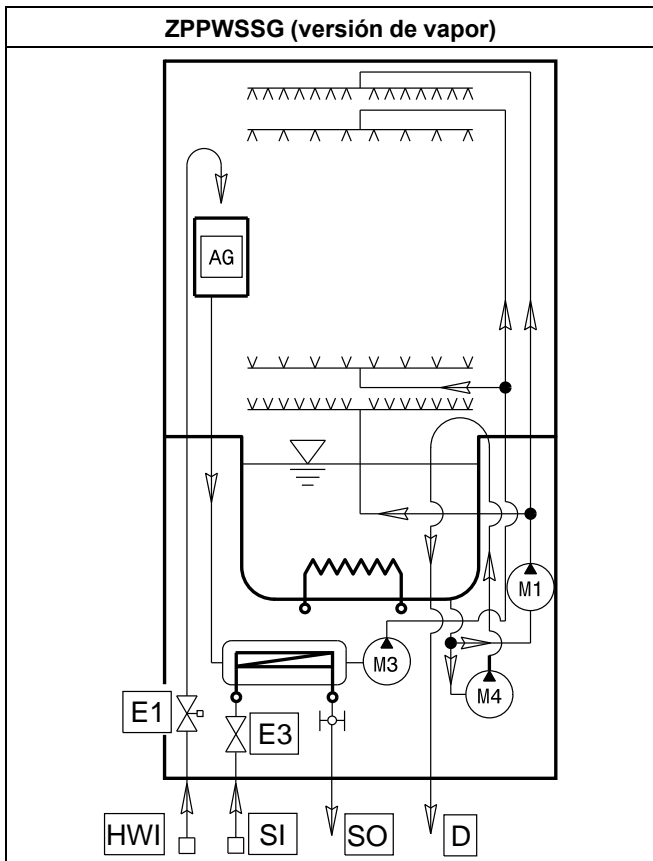 ZPPWSSG (versión de vapor)
AG
M1
M3
M4
E1
E3
HWI
SI
SO
D